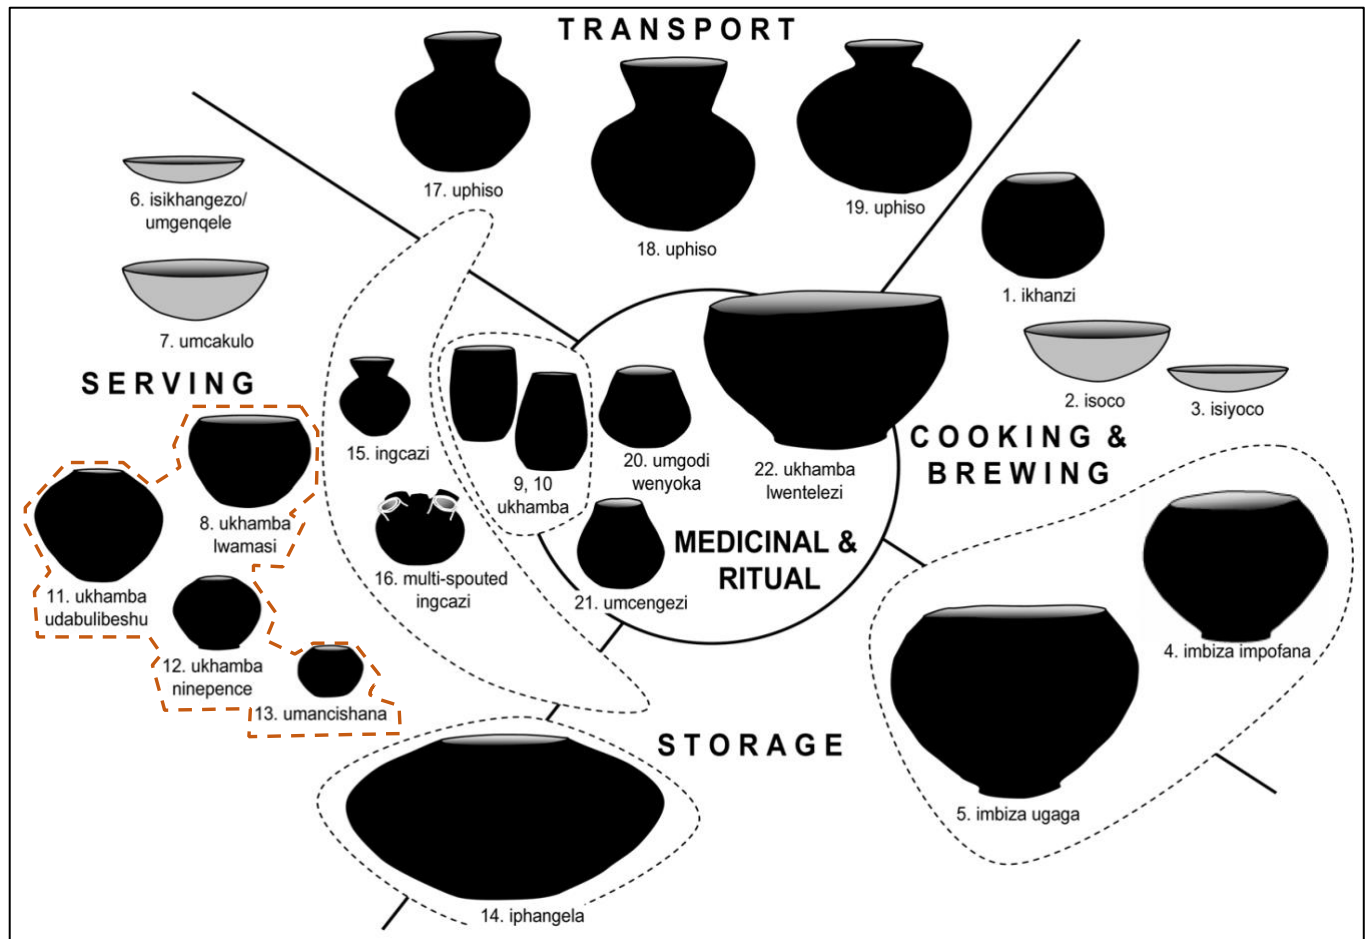 TRANSPORT
17. uphiso
18. uphiso
19. uphiso
6. isikhangezo/
umgenqele
7. umcakulo
SERVING
8. ukhamba
lwamasi
11. ukhamba
udabulibeshu
12. ukhamba
ninepence
13. umancishana
15. ingcazi
16. multi-spouted
ingcazi
9, 10
ukhamba
20. umgodi
wenyoka
21. umcengezi
22. ukhamba
lwentelezi
MEDICINAL &
RITUAL
1. ikhanzi
2. isoco
3. isiyoco
COOKING &
BREWING
4. imbiza impofana
5. imbiza ugaga
STORAGE
14. iphangela